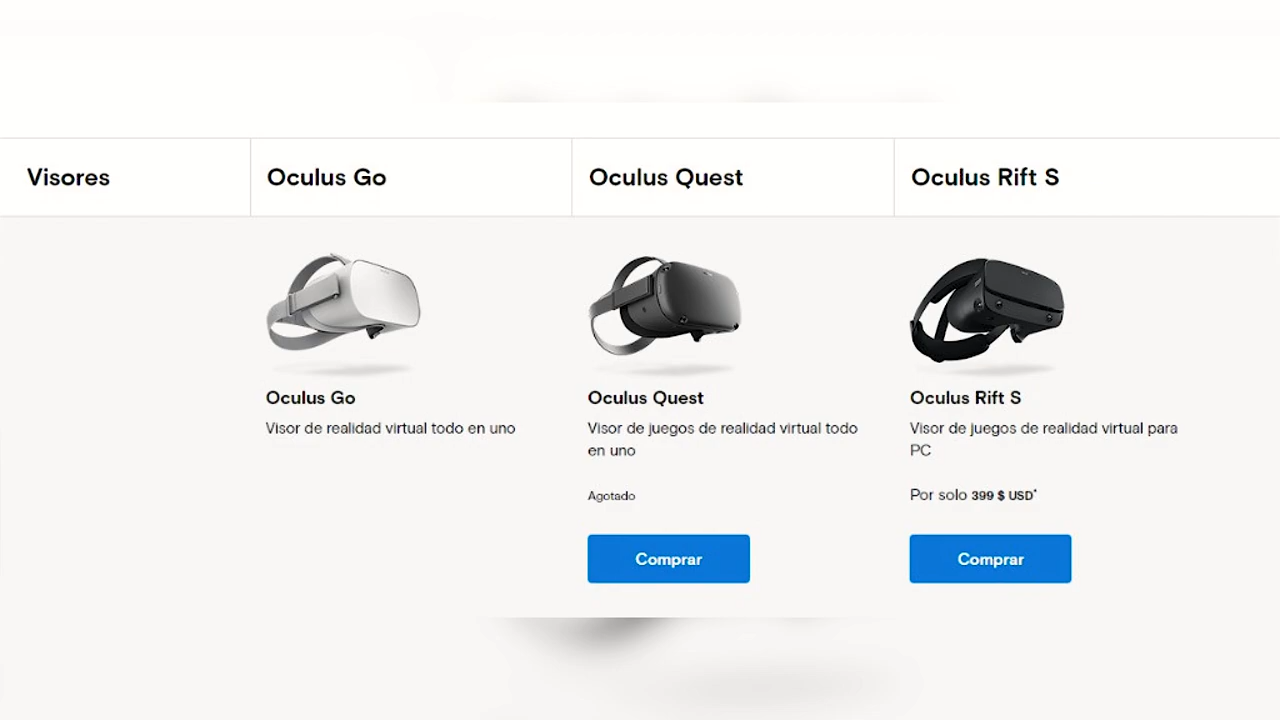 Visores
Oculus Go
Oculus Quest
Oculus Rift S
Oculus Go
Visor de realidad virtual todo en uno
Oculus Quest
Visor de juegos de realidad virtual todo
en uno
Agotado
Comprar
Oculus Rift S
Visor de juegos de realidad virtual para
PC
Por solo 399 $ USD*
Comprar